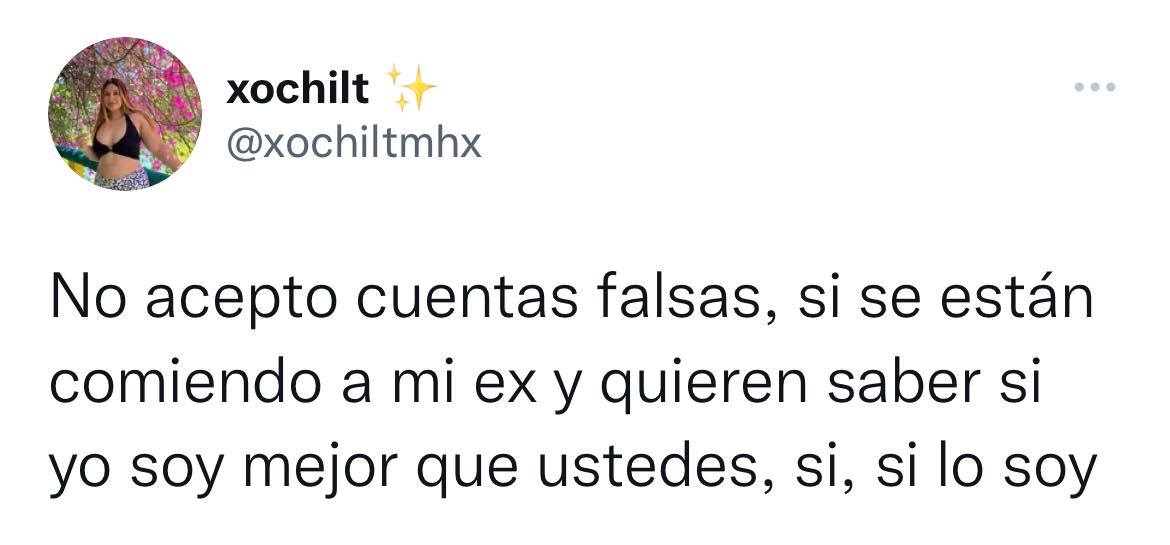 xochilt ✨
@xochiltmhx
No acepto cuentas falsas, si se están
comiendo a mi ex y quieren saber si
yo soy mejor que ustedes, si, si lo soy